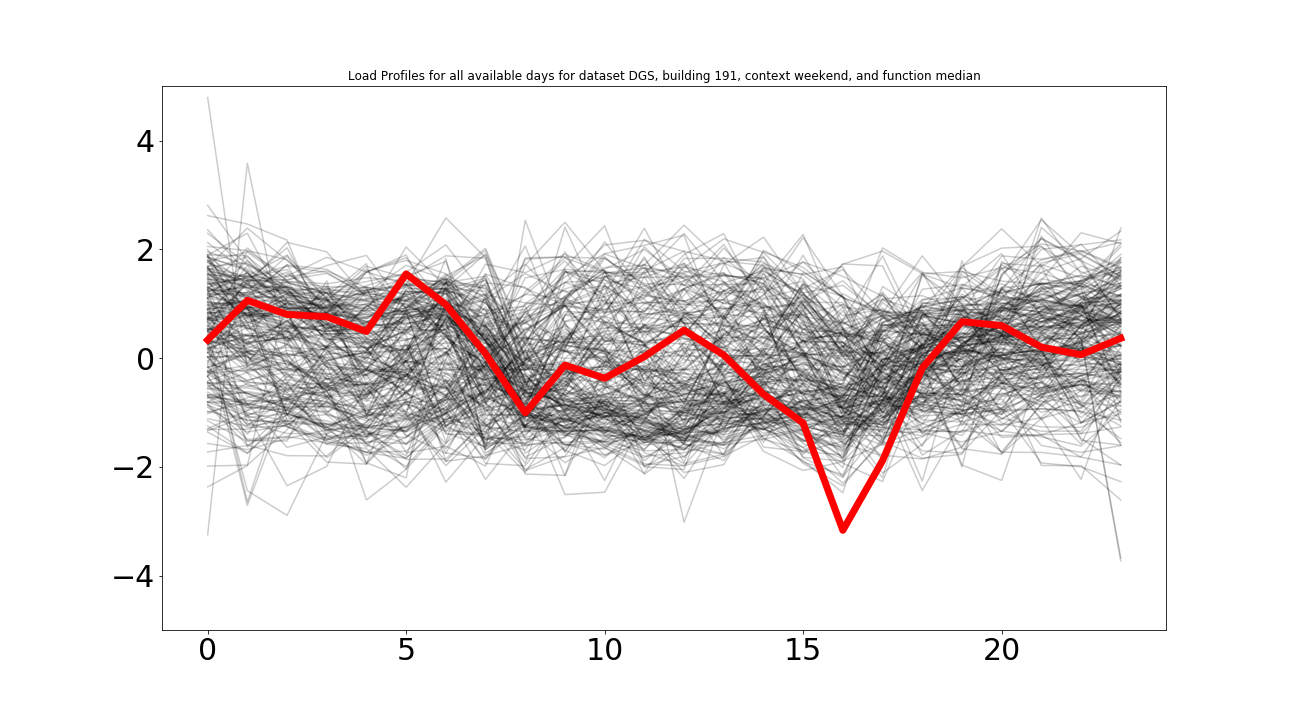 Load Profiles for all available days for dataset DGS, building 191, context weekend, and function median
4
2
0
−2
−4
0 5 10 15 20